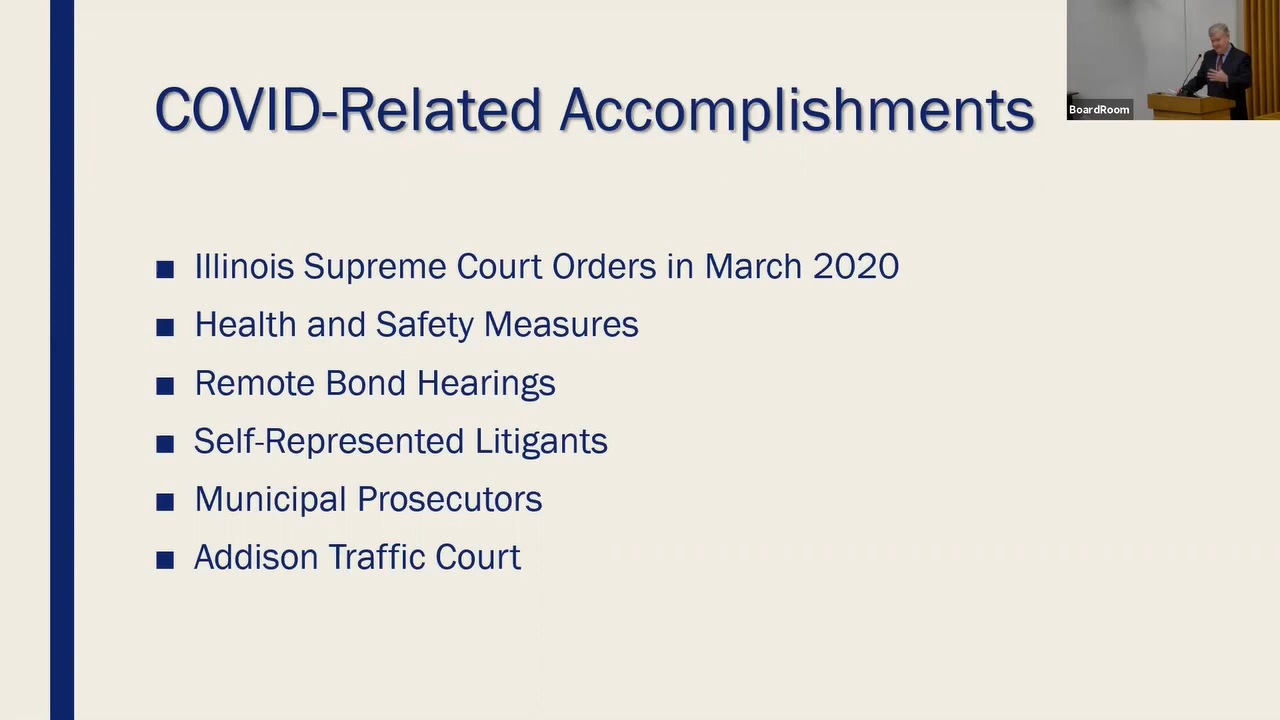 COVID-Related Accomplishments
BoardRoom
■ Illinois Supreme Court Orders in March 2020
■ Health and Safety Measures
■ Remote Bond Hearings
■ Self-Represented Litigants
■ Municipal Prosecutors
■ Addison Traffic Court